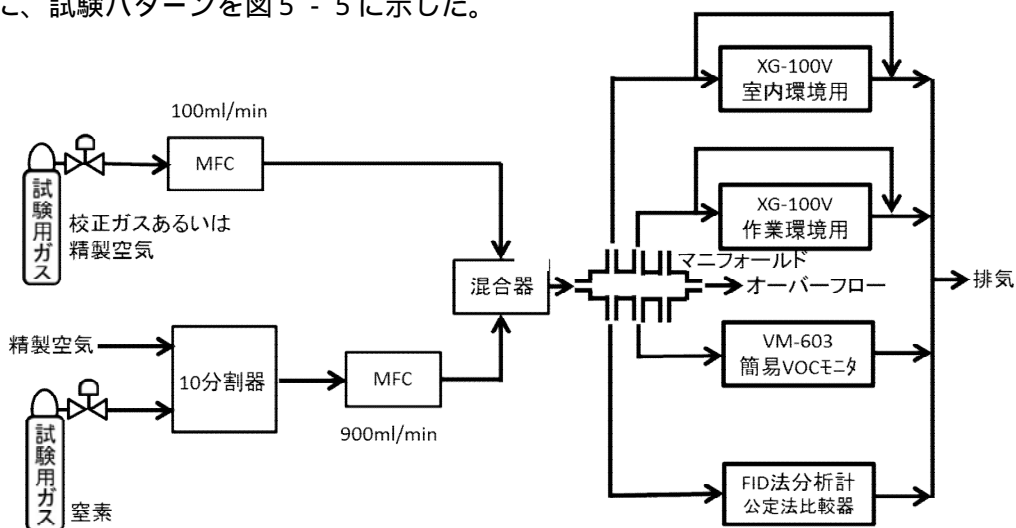 に、試験パターンを図5-5に示した。
XG-100V
室内環境用
100ml/min
MFC
試験用ガス
校正ガスあるいは
精製空気
XG-100V
作業環境用
マニフォールド
混合器
オーバーフロー
排気
精製空気
10分割器
MFC
900ml/min
VM-603
簡易VOCモニタ
試験用ガス
窒素
FID法分析計
公定法比較器